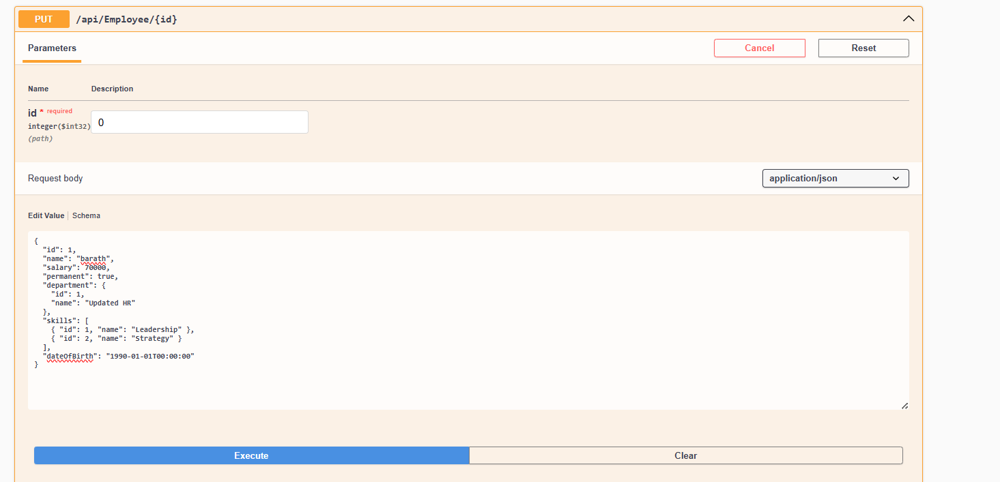 PUT /api/Employee/{id}
Parameters
Cancel
Reset
Name Description
id * required
integer($int32)
(path)
0
Request body
application/json
Edit Value | Schema
{
  "id": 1,
  "name": "barath",
  "salary": 70000,
  "permanent": true,
  "department": {
    "id": 1,
    "name": "Updated HR"
  },
  "skills": [
    { "id": 1, "name": "Leadership" },
    { "id": 2, "name": "Strategy" }
  ],
  "dateOfBirth": "1990-01-01T00:00:00"
}
Execute
Clear